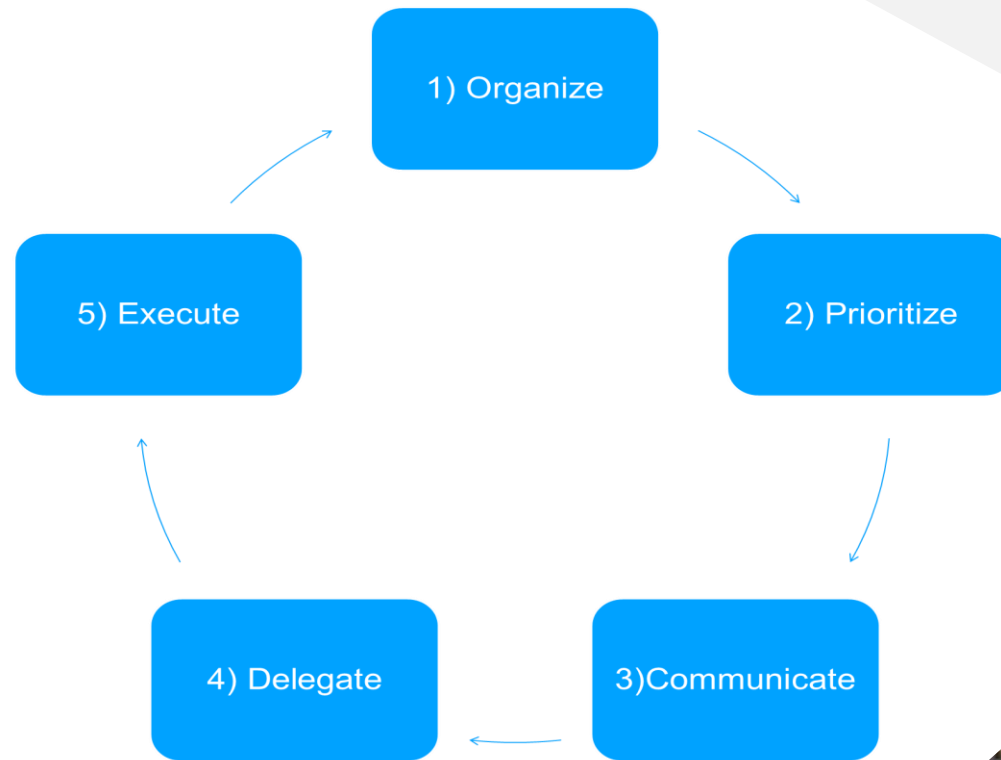 1) Organize
2) Prioritize
3)Communicate
4) Delegate
5) Execute